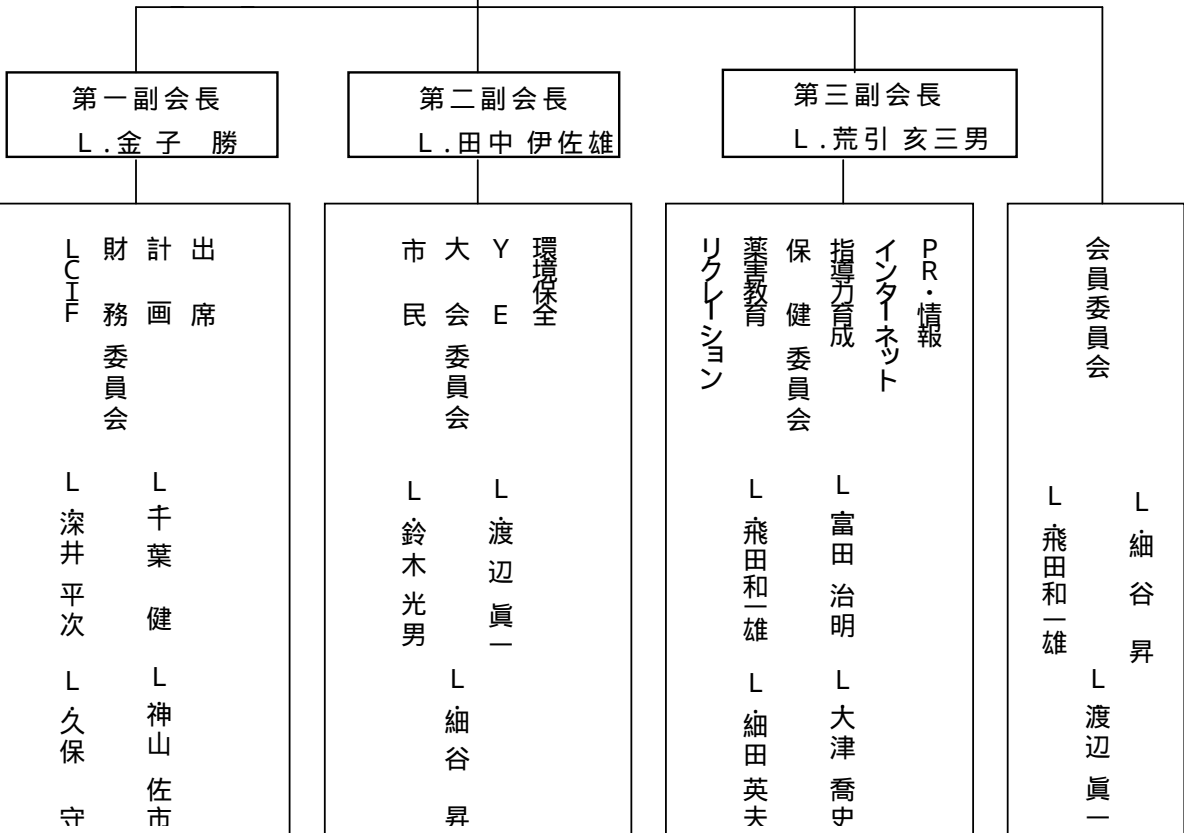 第一副会長
L.金子 勝
第二副会長
L.田中 伊佐雄
第三副会長
L.荒引 亥三男
出席
計画
財務委員会
LCIF
L.千葉 健
L.神山 佐市
L.深井 平次
L.久保 守
環境保全
YE
大会委員会
市民
L.渡辺 眞一
L.鈴木 光男
L.細谷 昇
PR・情報
インターネット
指導力育成
保健委員会
薬害教育
リクレーション
L.富田 治明
L.大津 喬史
L.飛田和一雄
L.細田 英夫
会員委員会
L.細谷 昇
L.飛田和一雄
L.渡辺 眞一